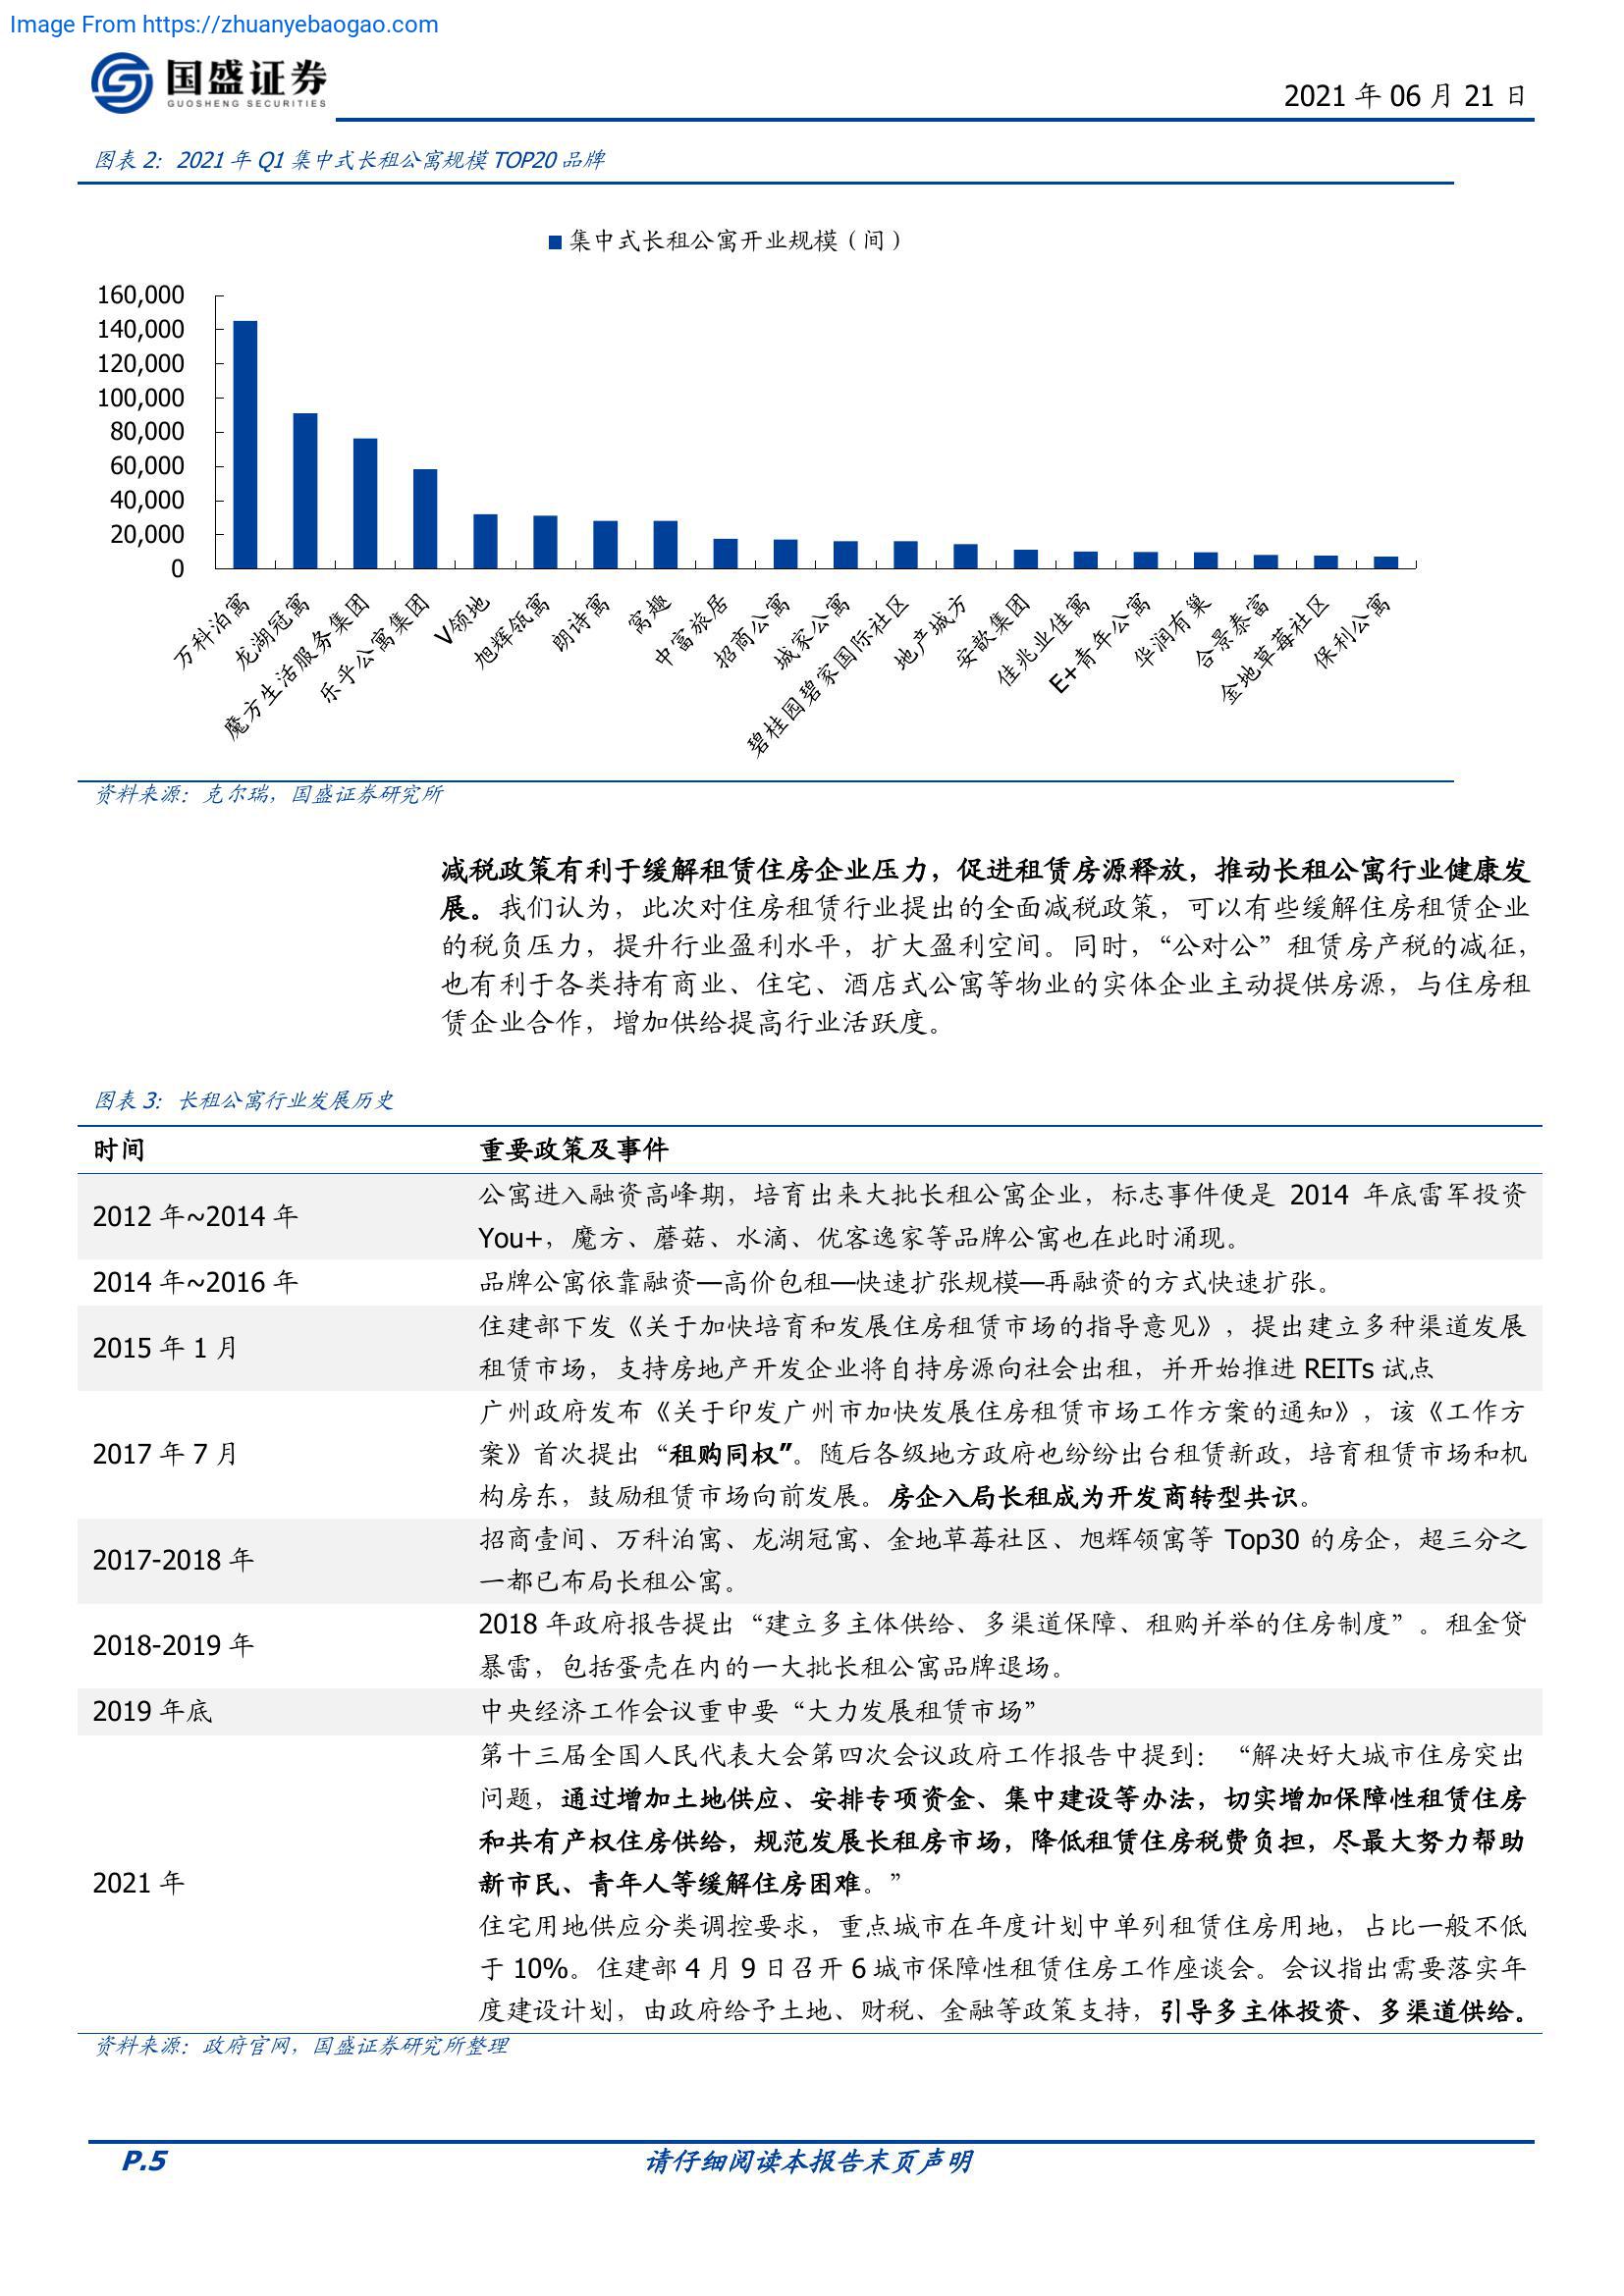 Image From https://zhuanyebaogao.com
国盛证券
GUOSHENG SECURITIES
2021 年 06 月 21 日
图表 2：2021 年 Q1 集中式长租公寓规模 TOP20 品牌
集中式长租公寓开业规模（间）
160,000
140,000
120,000
100,000
80,000
60,000
40,000
20,000
0
万科泊寓
龙湖冠寓
魔方生活服务集团
乐乎公寓集团
V领地
旭辉瓴寓
朗诗寓
窝趣
中富旅居
招商公寓
城家公寓
碧桂园碧家国际社区
地产城方
安歆集团
佳兆业佳寓
E+青年公寓
华润有巢
合景泰富
金地草莓社区
保利公寓
资料来源：克尔瑞，国盛证券研究所
减税政策有利于缓解租赁住房企业压力，促进租赁房源释放，推动长租公寓行业健康发
展。我们认为，此次对住房租赁行业提出的全面减税政策，可以有些缓解住房租赁企业
的税负压力，提升行业盈利水平，扩大盈利空间。同时，“公对公”租赁房产税的减征，
也有利于各类持有商业、住宅、酒店式公寓等物业的实体企业主动提供房源，与住房租
赁企业合作，增加供给提高行业活跃度。
图表 3：长租公寓行业发展历史
时间 重要政策及事件
2012 年~2014 年
公寓进入融资高峰期，培育出来大批长租公寓企业，标志事件便是 2014 年底雷军投资
You+，魔方、蘑菇、水滴、优客逸家等品牌公寓也在此时涌现。
2014 年~2016 年 品牌公寓依靠融资—高价包租—快速扩张规模—再融资的方式快速扩张。
2015 年 1 月
住建部下发《关于加快培育和发展住房租赁市场的指导意见》，提出建立多种渠道发展
租赁市场，支持房地产开发企业将自持房源向社会出租，并开始推进 REITs 试点
2017 年 7 月
广州政府发布《关于印发广州市加快发展住房租赁市场工作方案的通知》，该《工作方
案》首次提出“租购同权”。随后各级地方政府也纷纷出台租赁新政，培育租赁市场和机
构房东，鼓励租赁市场向前发展。房企入局长租成为开发商转型共识。
2017-2018 年
招商壹间、万科泊寓、龙湖冠寓、金地草莓社区、旭辉领寓等 Top30 的房企，超三分之
一都已布局长租公寓。
2018-2019 年
2018 年政府报告提出“建立多主体供给、多渠道保障、租购并举的住房制度”。租金贷
暴雷，包括蛋壳在内的一大批长租公寓品牌退场。
2019 年底 中央经济工作会议重申要“大力发展租赁市场”
2021 年
第十三届全国人民代表大会第四次会议政府工作报告中提到：“解决好大城市住房突出
问题，通过增加土地供应、安排专项资金、集中建设等办法，切实增加保障性租赁住房
和共有产权住房供给，规范发展长租房市场，降低租赁住房税费负担，尽最大努力帮助
新市民、青年人等缓解住房困难。”
住宅用地供应分类调控要求，重点城市在年度计划中单列租赁住房用地，占比一般不低
于 10%。住建部 4 月 9 日召开 6 城市保障性租赁住房工作座谈会。会议指出需要落实年
度建设计划，由政府给予土地、财税、金融等政策支持，引导多主体投资、多渠道供给。
资料来源：政府官网，国盛证券研究所整理
P.5 请仔细阅读本报告末页声明